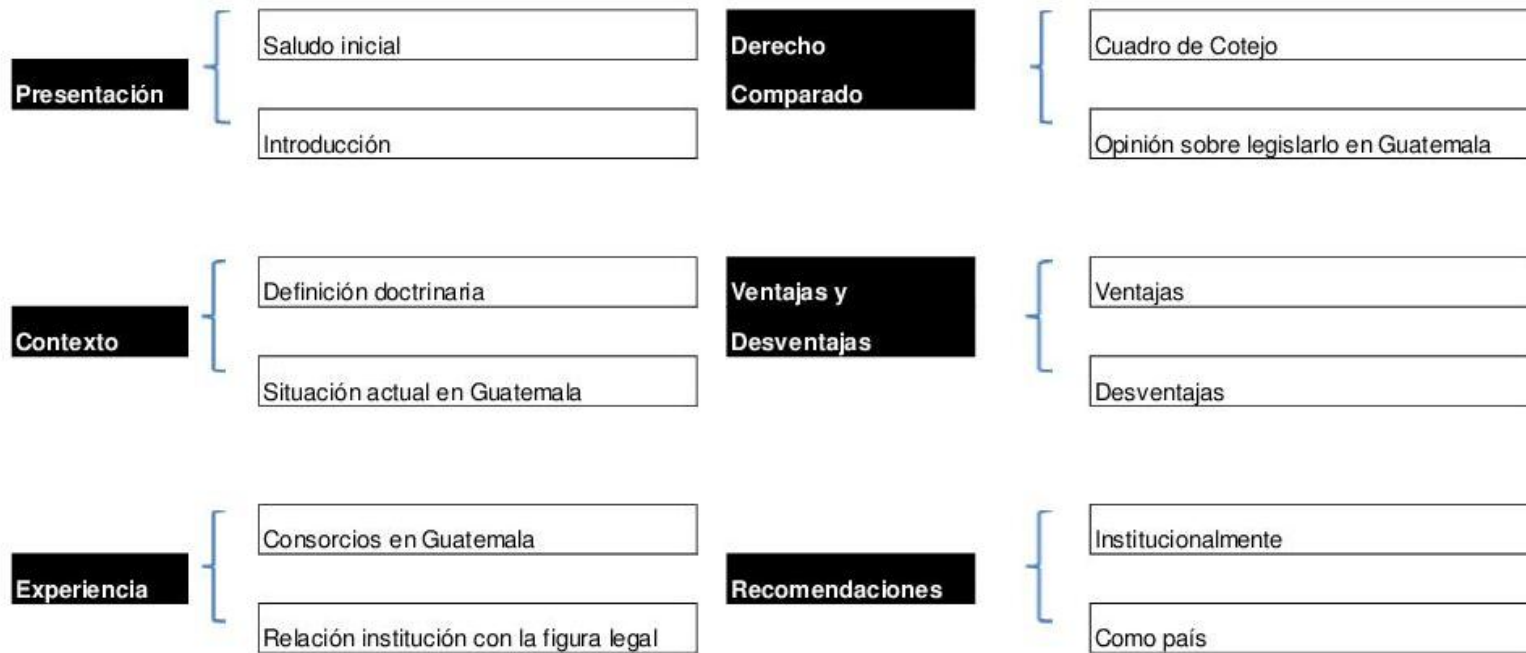 Presentación
Saludo inicial
Introducción
Derecho
Comparado
Cuadro de Cotejo
Opinión sobre legislarlo en Guatemala
Contexto
Definición doctrinaria
Situación actual en Guatemala
Ventajas y
Desventajas
Ventajas
Desventajas
Experiencia
Consorcios en Guatemala
Relación institución con la figura legal
Recomendaciones
Institucionalmente
Como país